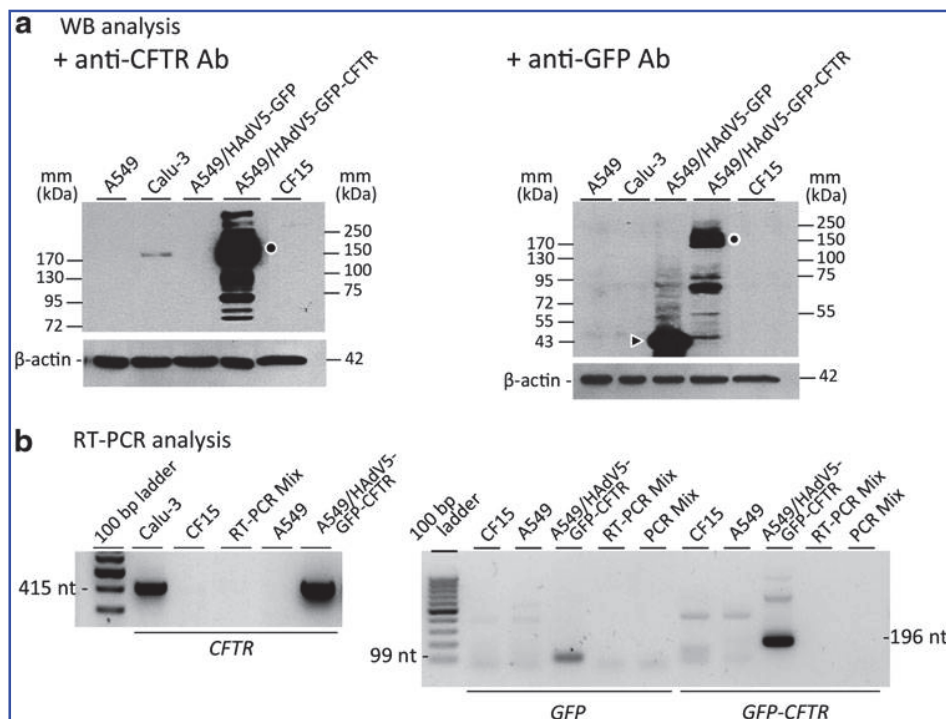 a
WB analysis
+ anti-CFTR Ab
A549
Calu-3
A549/HAdV5-GFP
A549/HAdV5-GFP-CFTR
CF15
mm
(kDa)
mm
(kDa)
170
130
95
72
250
150
100
75
β-actin
42
+ anti-GFP Ab
A549
Calu-3
A549/HAdV5-GFP
A549/HAdV5-GFP-CFTR
CF15
mm
(kDa)
mm
(kDa)
170
130
95
72
55
43
250
150
100
75
55
β-actin
42
b
RT-PCR analysis
100 bp ladder
Calu-3
CF15
RT-PCR Mix
A549
A549/HAdV5-
GFP-CFTR
415 nt
CFTR
100 bp
ladder
CF15
A549
A549/HAdV5-
GFP-CFTR
RT-PCR Mix
PCR Mix
CF15
A549
A549/HAdV5-
GFP-CFTR
RT-PCR Mix
PCR Mix
99 nt
196 nt
GFP
GFP-CFTR